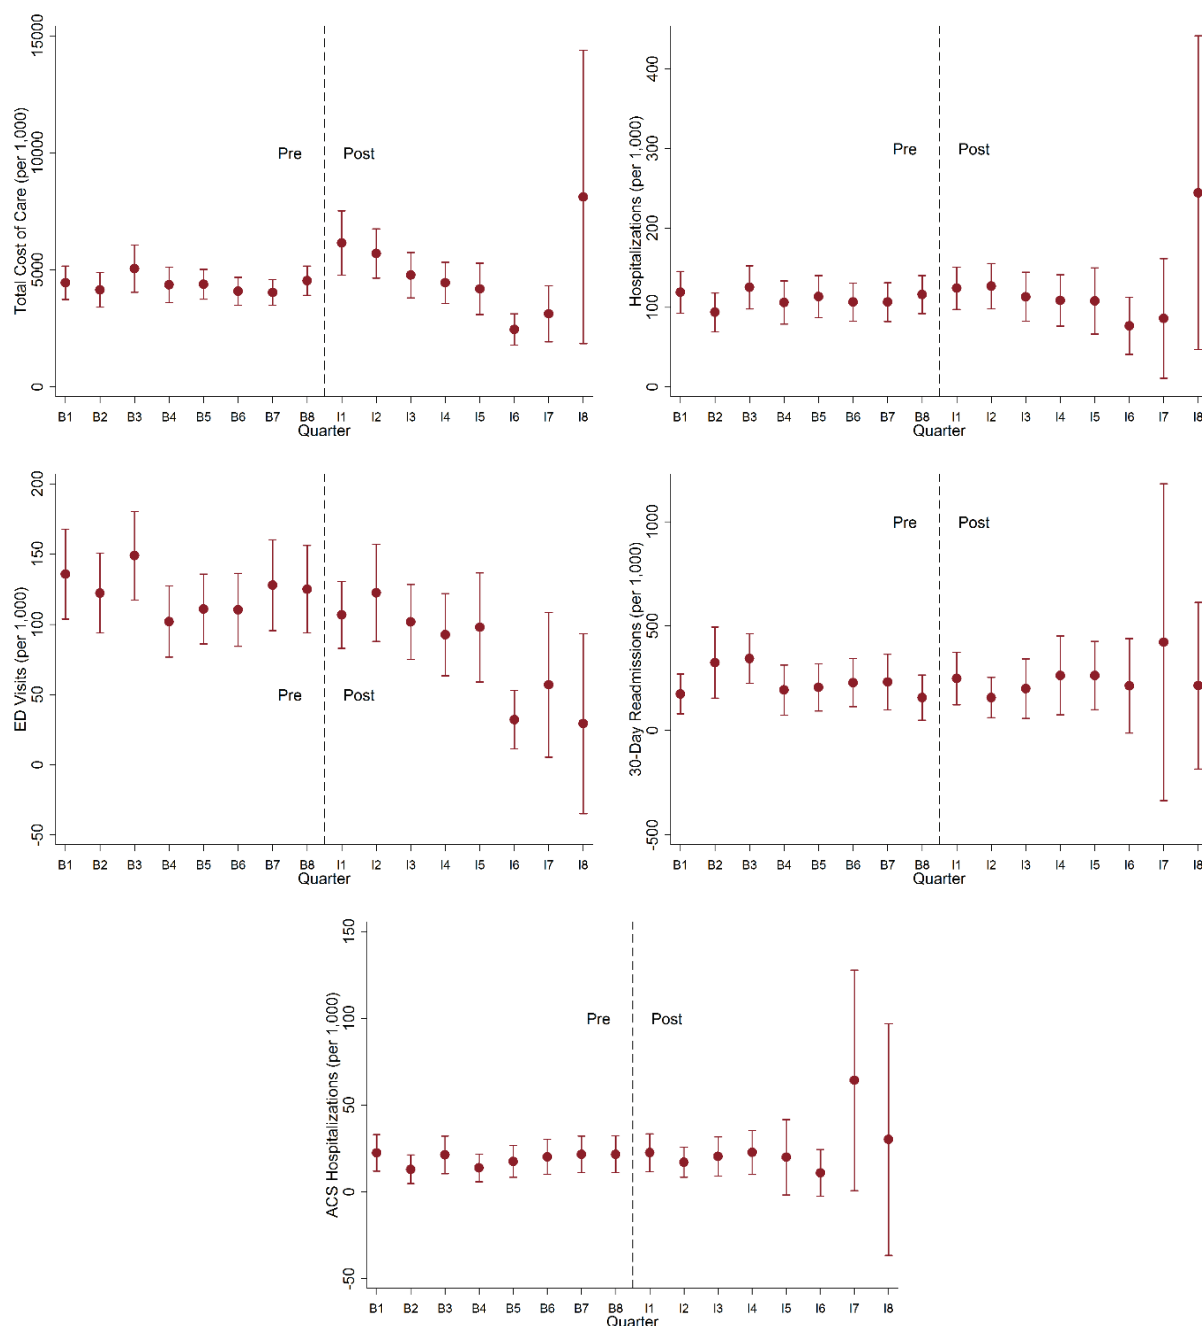 Total Cost of Care (per 1,000)
15000
10000
5000
0
Pre Post
B1 B2 B3 B4 B5 B6 B7 B8 I1 I2 I3 I4 I5 I6 I7 I8
Quarter
Hospitalizations (per 1,000)
400
300
200
100
0
Pre Post
B1 B2 B3 B4 B5 B6 B7 B8 I1 I2 I3 I4 I5 I6 I7 I8
Quarter
ED Visits (per 1,000)
200
150
100
50
0
-50
Pre Post
B1 B2 B3 B4 B5 B6 B7 B8 I1 I2 I3 I4 I5 I6 I7 I8
Quarter
30-Day Readmissions (per 1,000)
1000
500
0
-500
Pre Post
B1 B2 B3 B4 B5 B6 B7 B8 I1 I2 I3 I4 I5 I6 I7 I8
Quarter
ACS Hospitalizations (per 1,000)
150
100
50
0
-50
Pre Post
B1 B2 B3 B4 B5 B6 B7 B8 I1 I2 I3 I4 I5 I6 I7 I8
Quarter